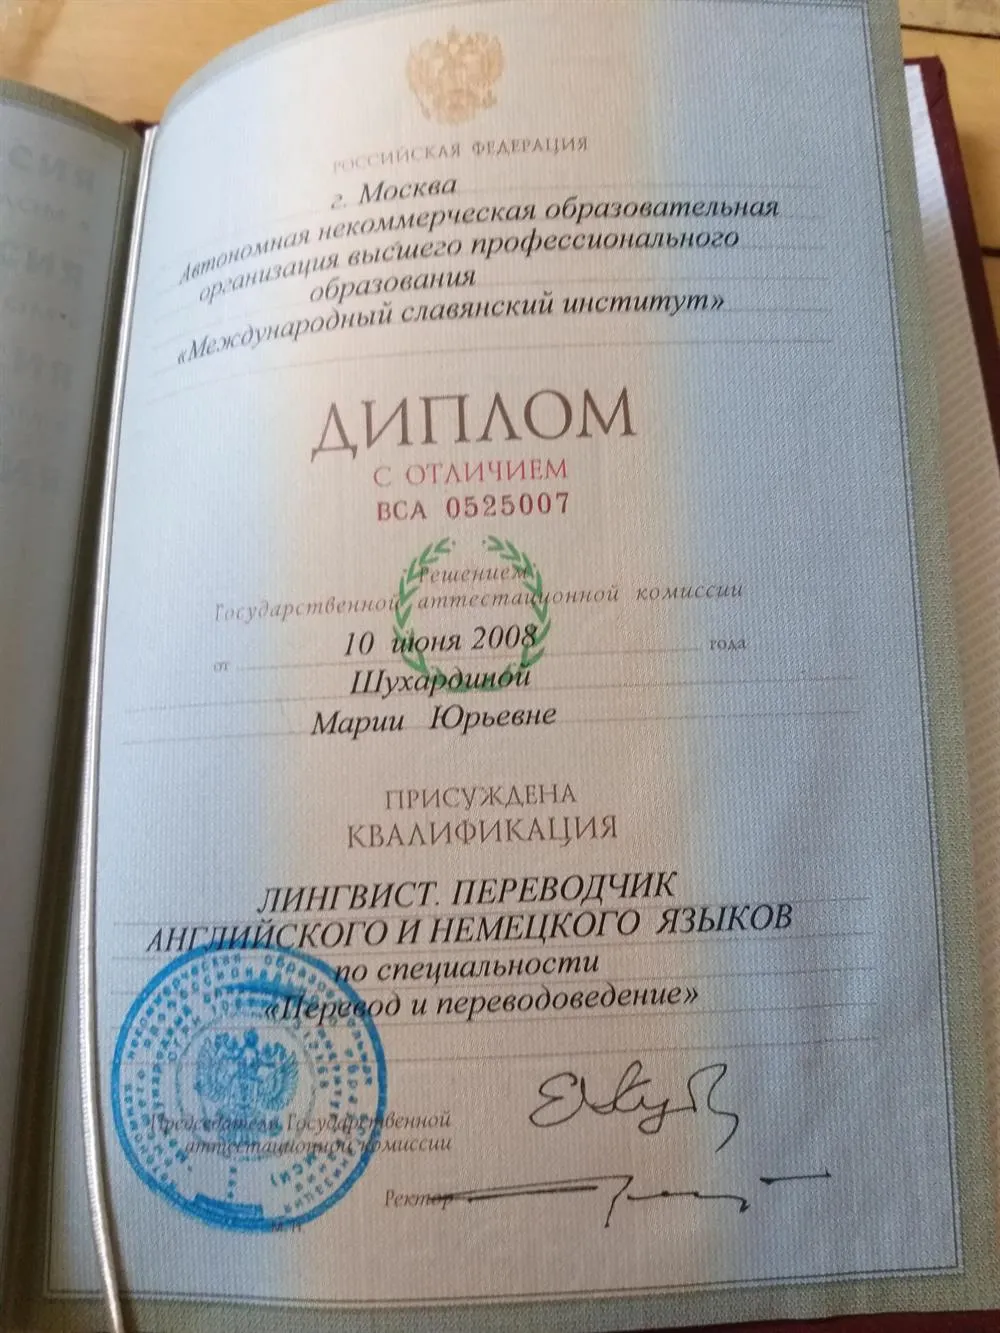 РОССИЙСКАЯ ФЕДЕРАЦИЯ
г. Москва
Автономная некоммерческая образовательная
организация высшего профессионального
образования
«Международный славянский институт»
ДИПЛОМ
С ОТЛИЧИЕМ
ВСА 0525007
Решением
Государственной аттестационной комиссии
от 10 июня 2008 года
Шухардиной
Марии Юрьевне
ПРИСУЖДЕНА
КВАЛИФИКАЦИЯ
ЛИНГВИСТ. ПЕРЕВОДЧИК
АНГЛИЙСКОГО И НЕМЕЦКОГО ЯЗЫКОВ
по специальности
«Перевод и переводоведение»
Председатель Государственной
аттестационной комиссии
Ректор
М.П.